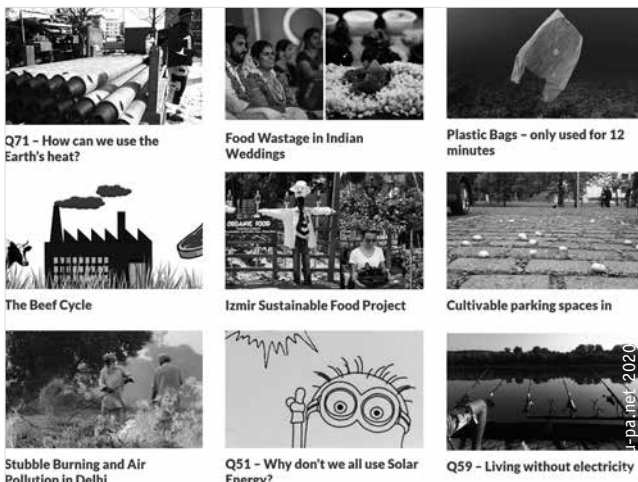 Q71 – How can we use the
Earth's heat?
Food Wastage in Indian
Weddings
Plastic Bags – only used for 12
minutes
The Beef Cycle
ORGANIC FOOD
Izmir Sustainable Food Project
Cultivable parking spaces in
Stubble Burning and Air
Pollution in Delhi
Q51 – Why don't we all use Solar
Energy?
Q59 – Living without electricity
u-pa.net 2020